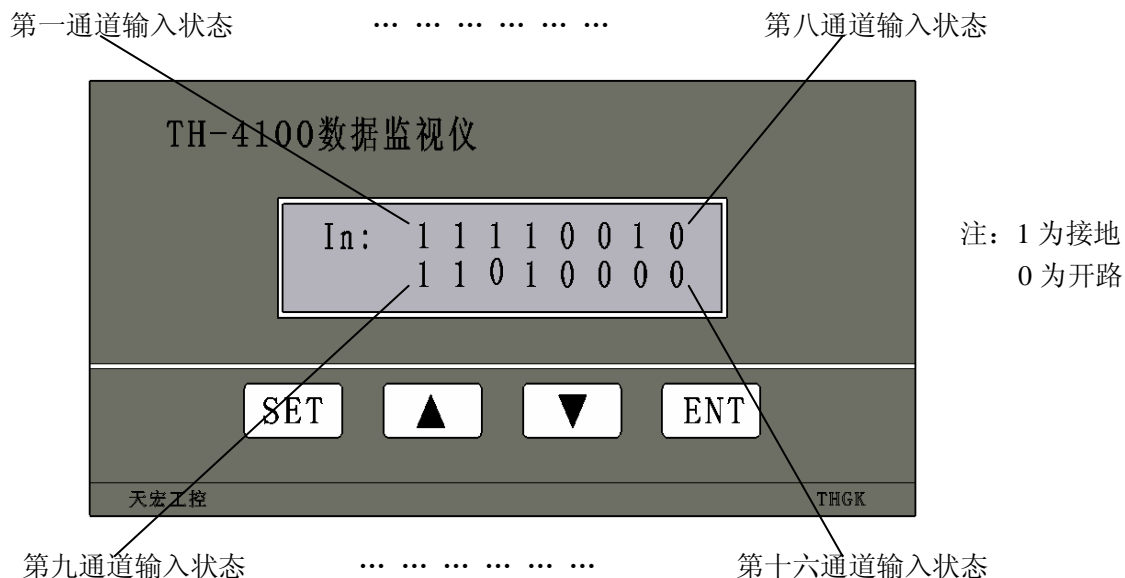 第一通道输入状态 … … … … … … 第八通道输入状态
TH-4100数据监视仪
In: 1 1 1 1 0 0 1 0
1 1 0 1 0 0 0 0
注：1 为接地
0 为开路
SET ▲ ▼ ENT
天宏工控 THGK
第九通道输入状态 … … … … … … 第十六通道输入状态